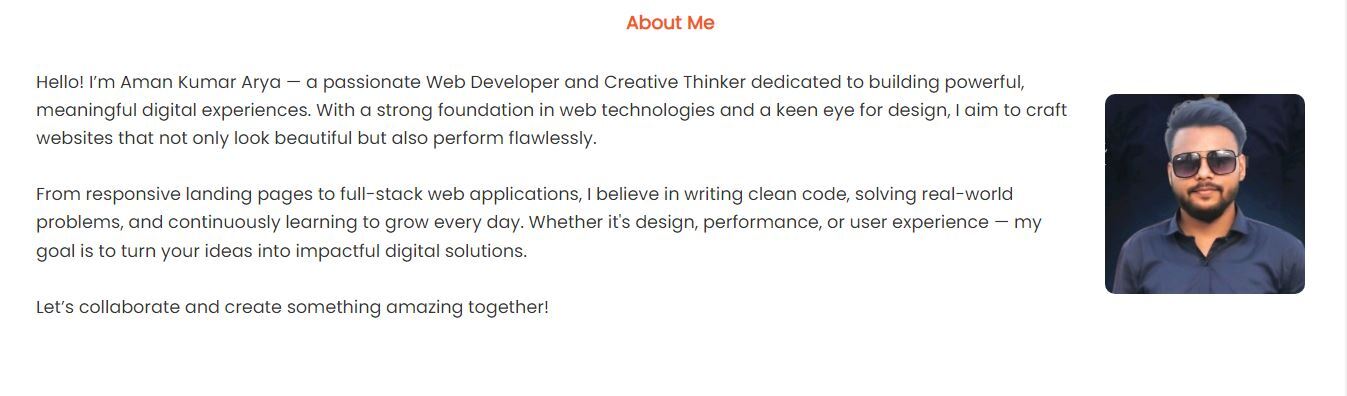 About Me
Hello! I’m Aman Kumar Arya — a passionate Web Developer and Creative Thinker dedicated to building powerful,
meaningful digital experiences. With a strong foundation in web technologies and a keen eye for design, I aim to craft
websites that not only look beautiful but also perform flawlessly.
From responsive landing pages to full-stack web applications, I believe in writing clean code, solving real-world
problems, and continuously learning to grow every day. Whether it's design, performance, or user experience — my
goal is to turn your ideas into impactful digital solutions.
Let’s collaborate and create something amazing together!